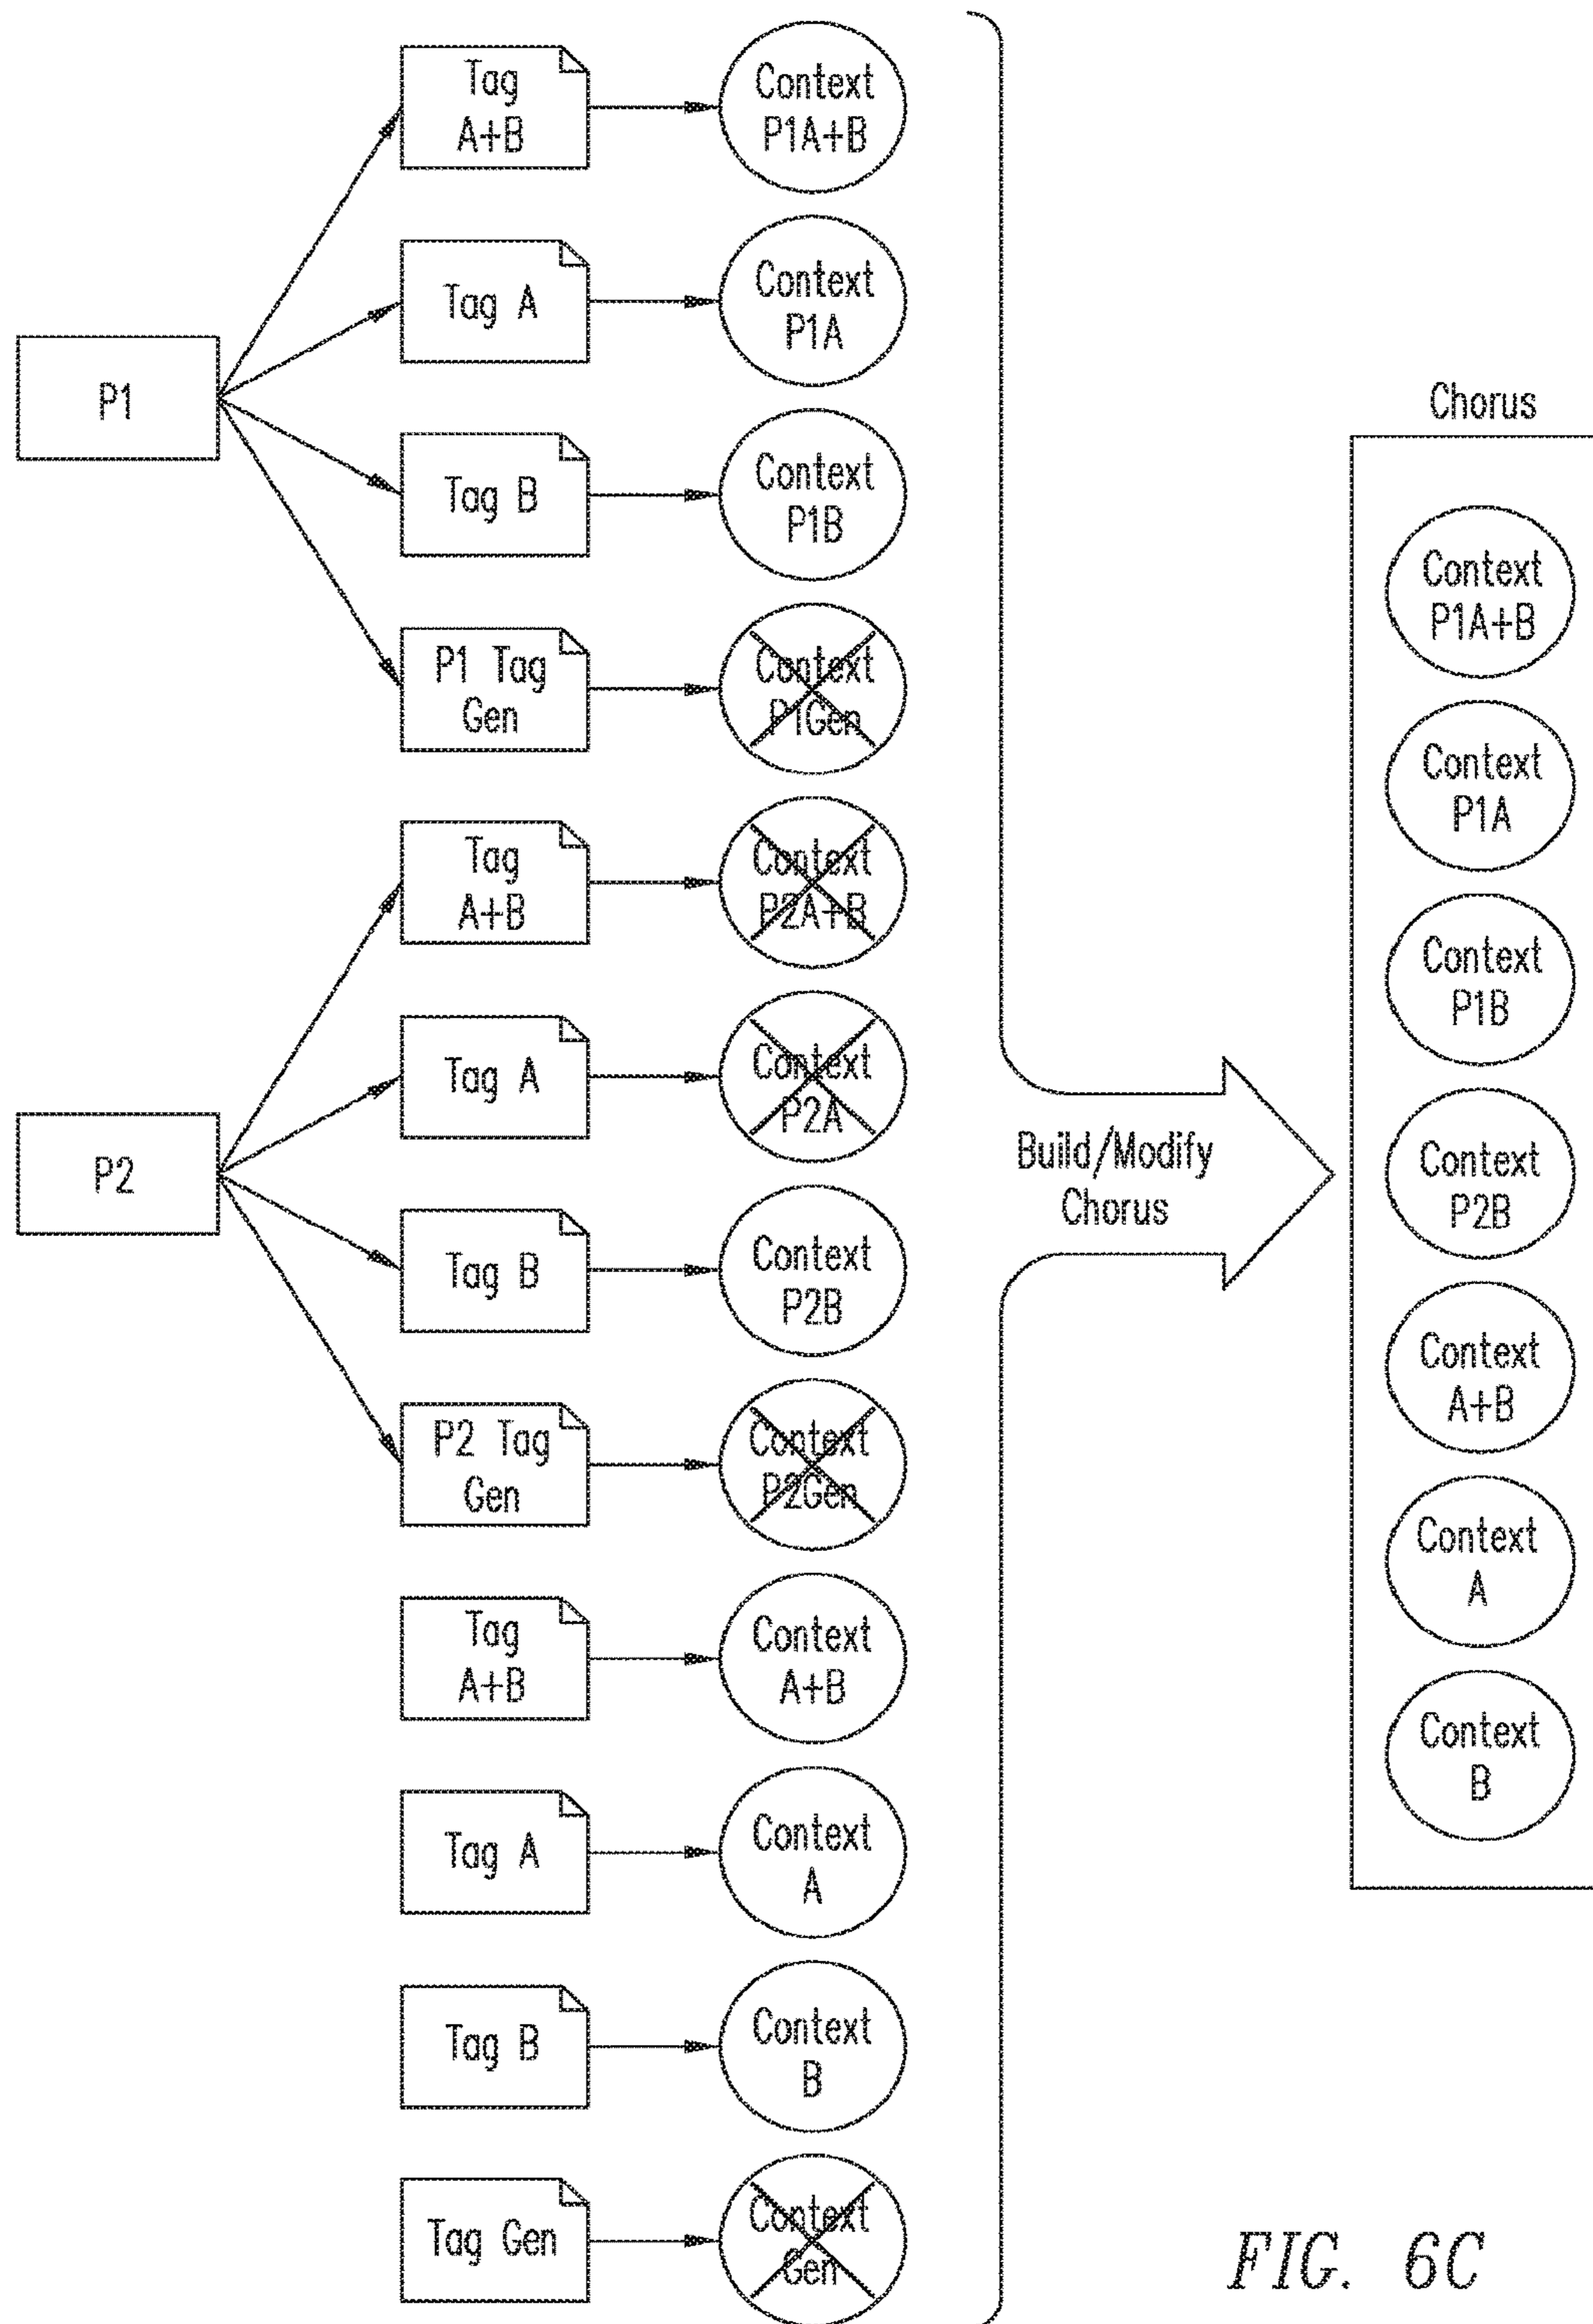 Tag
A+B
Context
P1A+B
Tag A
Context
P1A
P1
Tag B
Context
P1B
P1 Tag
Gen
Context
P1Gen
Tag
A+B
Context
P2A+B
Tag A
Context
P2A
P2
Tag B
Context
P2B
P2 Tag
Gen
Context
P2Gen
Tag
A+B
Context
A+B
Tag A
Context
A
Tag B
Context
B
Tag Gen
Context
Gen
Build/Modify
Chorus
Chorus
Context
P1A+B
Context
P1A
Context
P1B
Context
P2B
Context
A+B
Context
A
Context
B
FIG. 6C